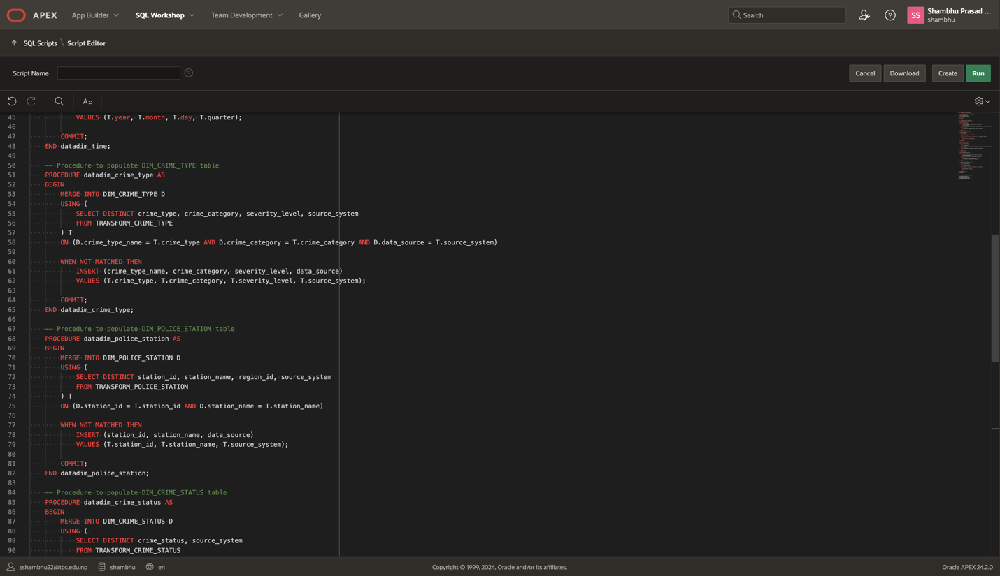 APEX App Builder SQL Workshop Team Development Gallery Search SS Shambhu Prasad ...
shambhu
SQL Scripts \ Script Editor
Script Name Cancel Download Create Run
45 VALUES (T.year, T.month, T.day, T.quarter);
46
47 COMMIT;
48 END datadim_time;
49
50 -- Procedure to populate DIM_CRIME_TYPE table
51 PROCEDURE datadim_crime_type AS
52 BEGIN
53 MERGE INTO DIM_CRIME_TYPE D
54 USING (
55 SELECT DISTINCT crime_type, crime_category, severity_level, source_system
56 FROM TRANSFORM_CRIME_TYPE
57 ) T
58 ON (D.crime_type_name = T.crime_type AND D.crime_category = T.crime_category AND D.data_source = T.source_system)
59
60 WHEN NOT MATCHED THEN
61 INSERT (crime_type_name, crime_category, severity_level, data_source)
62 VALUES (T.crime_type, T.crime_category, T.severity_level, T.source_system);
63
64 COMMIT;
65 END datadim_crime_type;
66
67 -- Procedure to populate DIM_POLICE_STATION table
68 PROCEDURE datadim_police_station AS
69 BEGIN
70 MERGE INTO DIM_POLICE_STATION D
71 USING (
72 SELECT DISTINCT station_id, station_name, region_id, source_system
73 FROM TRANSFORM_POLICE_STATION
74 ) T
75 ON (D.station_id = T.station_id AND D.station_name = T.station_name)
76
77 WHEN NOT MATCHED THEN
78 INSERT (station_id, station_name, data_source)
79 VALUES (T.station_id, T.station_name, T.source_system);
80
81 COMMIT;
82 END datadim_police_station;
83
84 -- Procedure to populate DIM_CRIME_STATUS table
85 PROCEDURE datadim_crime_status AS
86 BEGIN
87 MERGE INTO DIM_CRIME_STATUS D
88 USING (
89 SELECT DISTINCT crime_status, source_system
90 FROM TRANSFORM_CRIME_STATUS
sshambhu22@tbc.edu.np shambhu en Copyright © 1999, 2024, Oracle and/or its affiliates. Oracle APEX 24.2.0